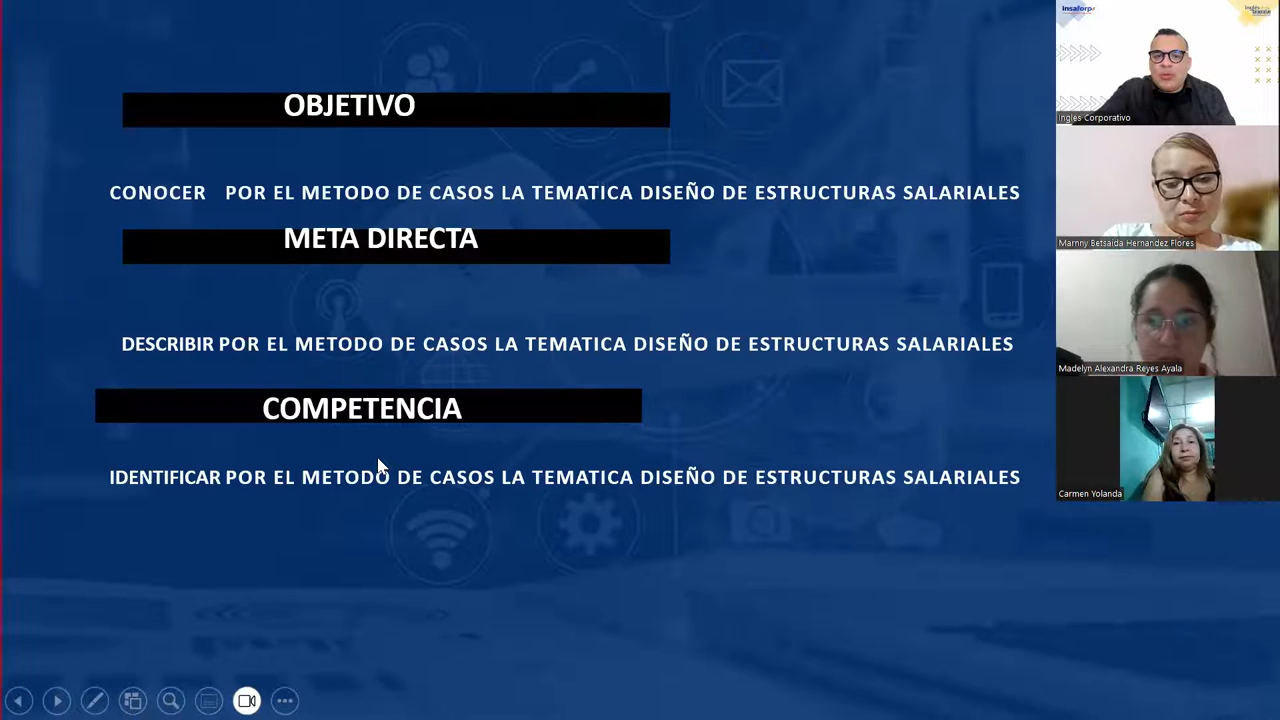 OBJETIVO
CONOCER POR EL METODO DE CASOS LA TEMATICA DISEÑO DE ESTRUCTURAS SALARIALES
META DIRECTA
DESCRIBIR POR EL METODO DE CASOS LA TEMATICA DISEÑO DE ESTRUCTURAS SALARIALES
COMPETENCIA
IDENTIFICAR POR EL METODO DE CASOS LA TEMATICA DISEÑO DE ESTRUCTURAS SALARIALES
Insaforp
Ingles Corporativo
Marnny Betsaida Hernandez Flores
Madelyn Alexandra Reyes Ayala
Carmen Yolanda